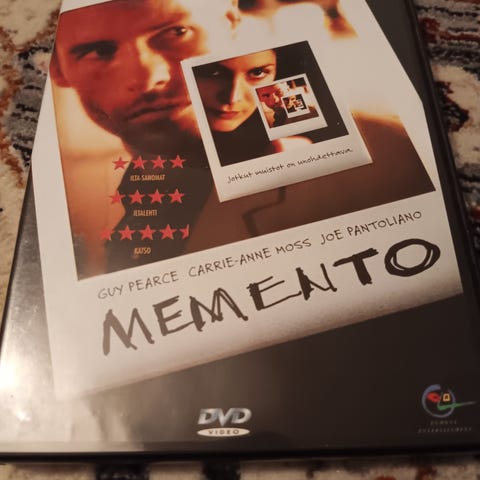 ★★★★
ILTA-SANOMAT
★★★★
ILTALEHTI
KATSO
Jotkut muistot on unohdettava.
GUY PEARCE CARRIE-ANNE MOSS JOE PANTOLIANO
MEMENTO
DVD
VIDEO